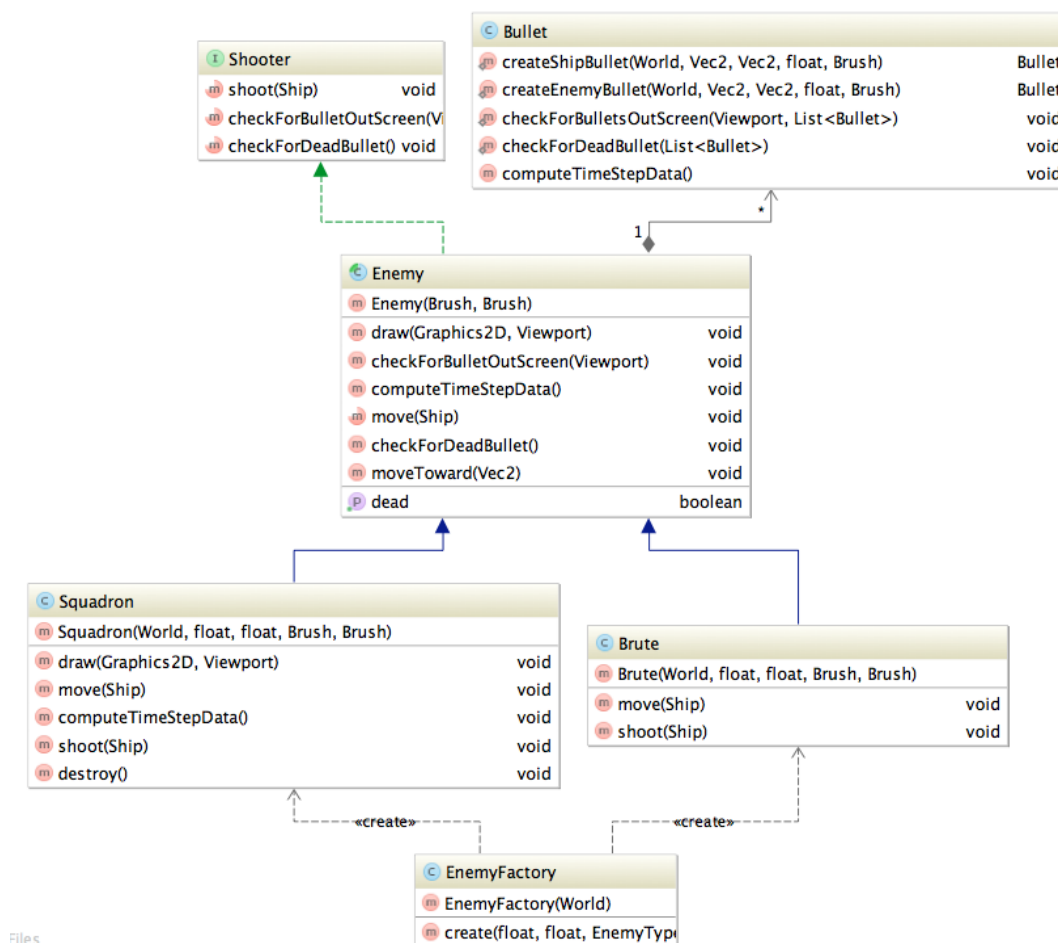 Shooter
shoot(Ship) void
checkForBulletOutScreen(Vi
checkForDeadBullet() void
Bullet
createShipBullet(World, Vec2, Vec2, float, Brush) Bullet
createEnemyBullet(World, Vec2, Vec2, float, Brush) Bullet
checkForBulletsOutScreen(Viewport, List<Bullet>) void
checkForDeadBullet(List<Bullet>) void
computeTimeStepData() void
*
1
Enemy
Enemy(Brush, Brush)
draw(Graphics2D, Viewport) void
checkForBulletOutScreen(Viewport) void
computeTimeStepData() void
move(Ship) void
checkForDeadBullet() void
moveToward(Vec2) void
dead boolean
Squadron
Squadron(World, float, float, Brush, Brush)
draw(Graphics2D, Viewport) void
move(Ship) void
computeTimeStepData() void
shoot(Ship) void
destroy() void
Brute
Brute(World, float, float, Brush, Brush)
move(Ship) void
shoot(Ship) void
«create» «create»
EnemyFactory
EnemyFactory(World)
create(float, float, EnemyType
Files